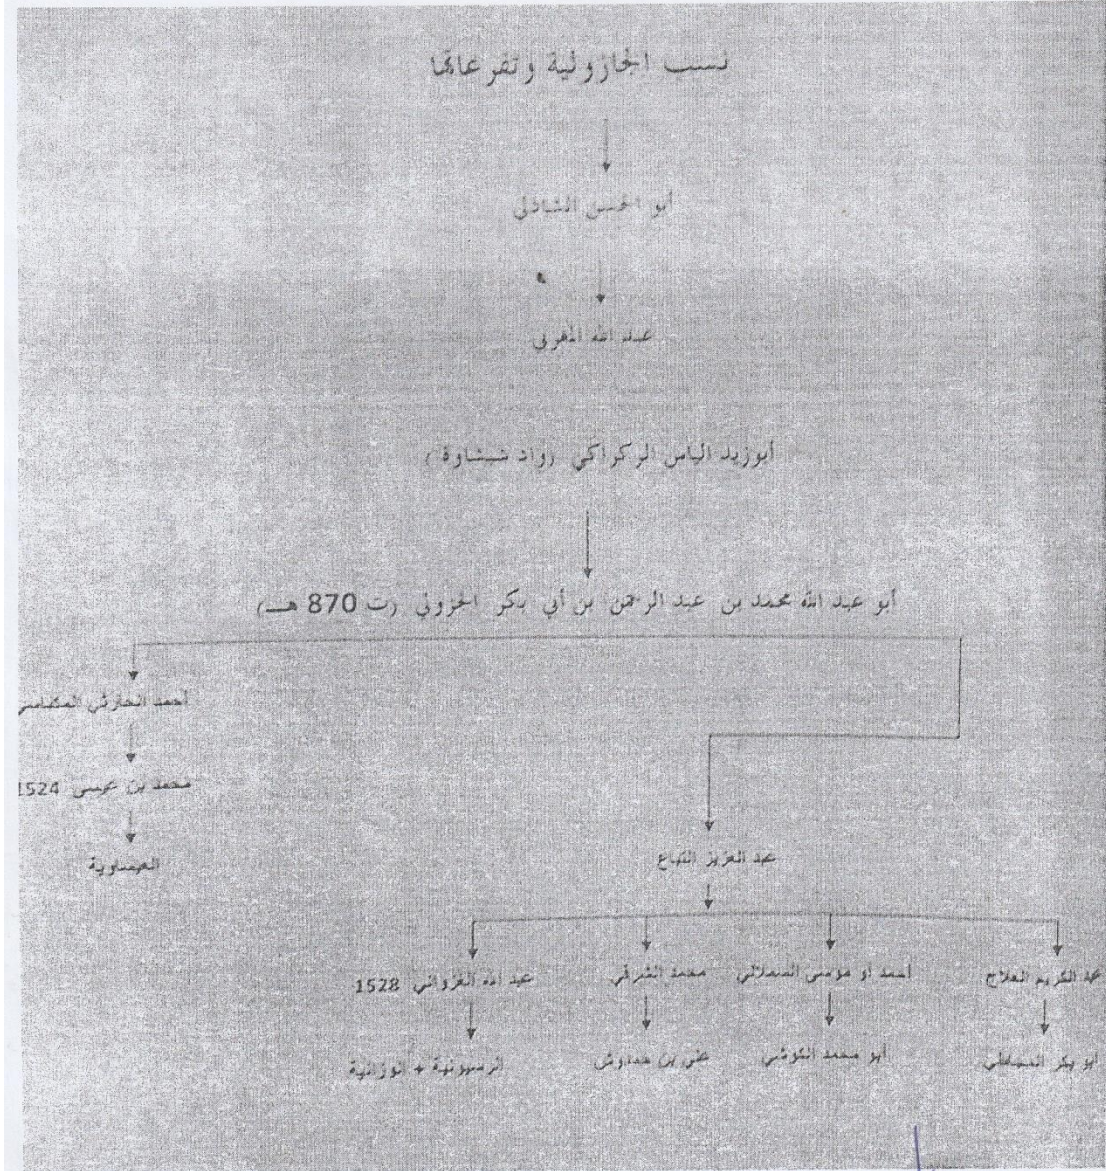 نسب الجازولية وتفرعاتها
أبو الحسن الشاذلي
عبد الله المغربي
أبوزيد الياس الركراكي (واد شيشاوة)
أبو عبد الله محمد بن عبد الرحمن بن أبي بكر الجزولي (ت 870 هـ)
أحمد الحارثي المكناسي
محمد بن عيسى 1524
العيساوية
عبد العزيز التباع
عبد الكريم الفلاح
أحمد او موسى السملالي
محمد الشرقي
عبد الله الغزواني 1528
أبو بكر
أبو محمد الكوشي
علي بن حمدوش
الريسونية + الوزانية